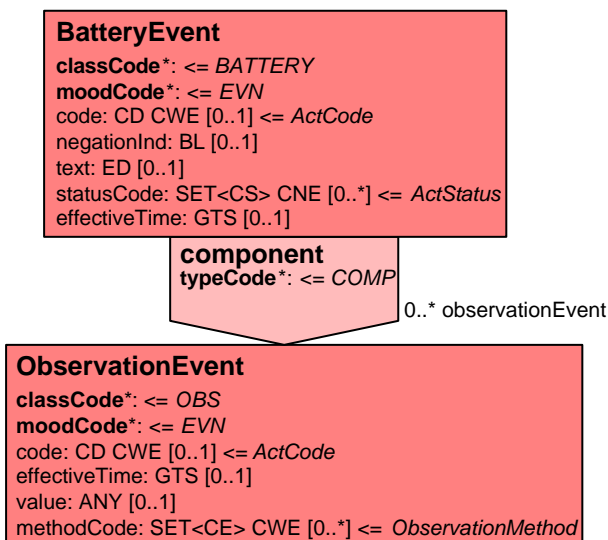 BatteryEvent
classCode*: <= BATTERY
moodCode*: <= EVN
code: CD CWE [0..1] <= ActCode
negationInd: BL [0..1]
text: ED [0..1]
statusCode: SET<CS> CNE [0..*] <= ActStatus
effectiveTime: GTS [0..1]
component
typeCode*: <= COMP
0..* observationEvent
ObservationEvent
classCode*: <= OBS
moodCode*: <= EVN
code: CD CWE [0..1] <= ActCode
effectiveTime: GTS [0..1]
value: ANY [0..1]
methodCode: SET<CE> CWE [0..*] <= ObservationMethod